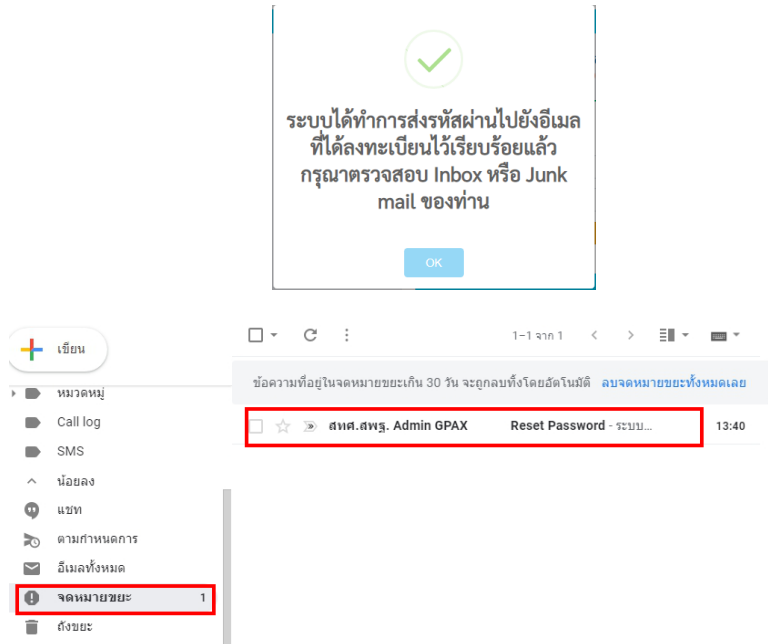 ระบบได้ทำการส่งรหัสผ่านไปยังอีเมล
ที่ได้ลงทะเบียนไว้เรียบร้อยแล้ว
กรุณาตรวจสอบ Inbox หรือ Junk
mail ของท่าน
OK
เขียน
1–1 จาก 1
หมวดหมู่
ข้อความที่อยู่ในจดหมายขยะเกิน 30 วัน จะถูกลบทิ้งโดยอัตโนมัติ ลบจดหมายขยะทั้งหมดเลย
Call log
สทศ.สพฐ. Admin GPAX Reset Password - ระบบ... 13:40
SMS
น้อยลง
แชท
ตามกำหนดการ
อีเมลทั้งหมด
จดหมายขยะ 1
ถังขยะ